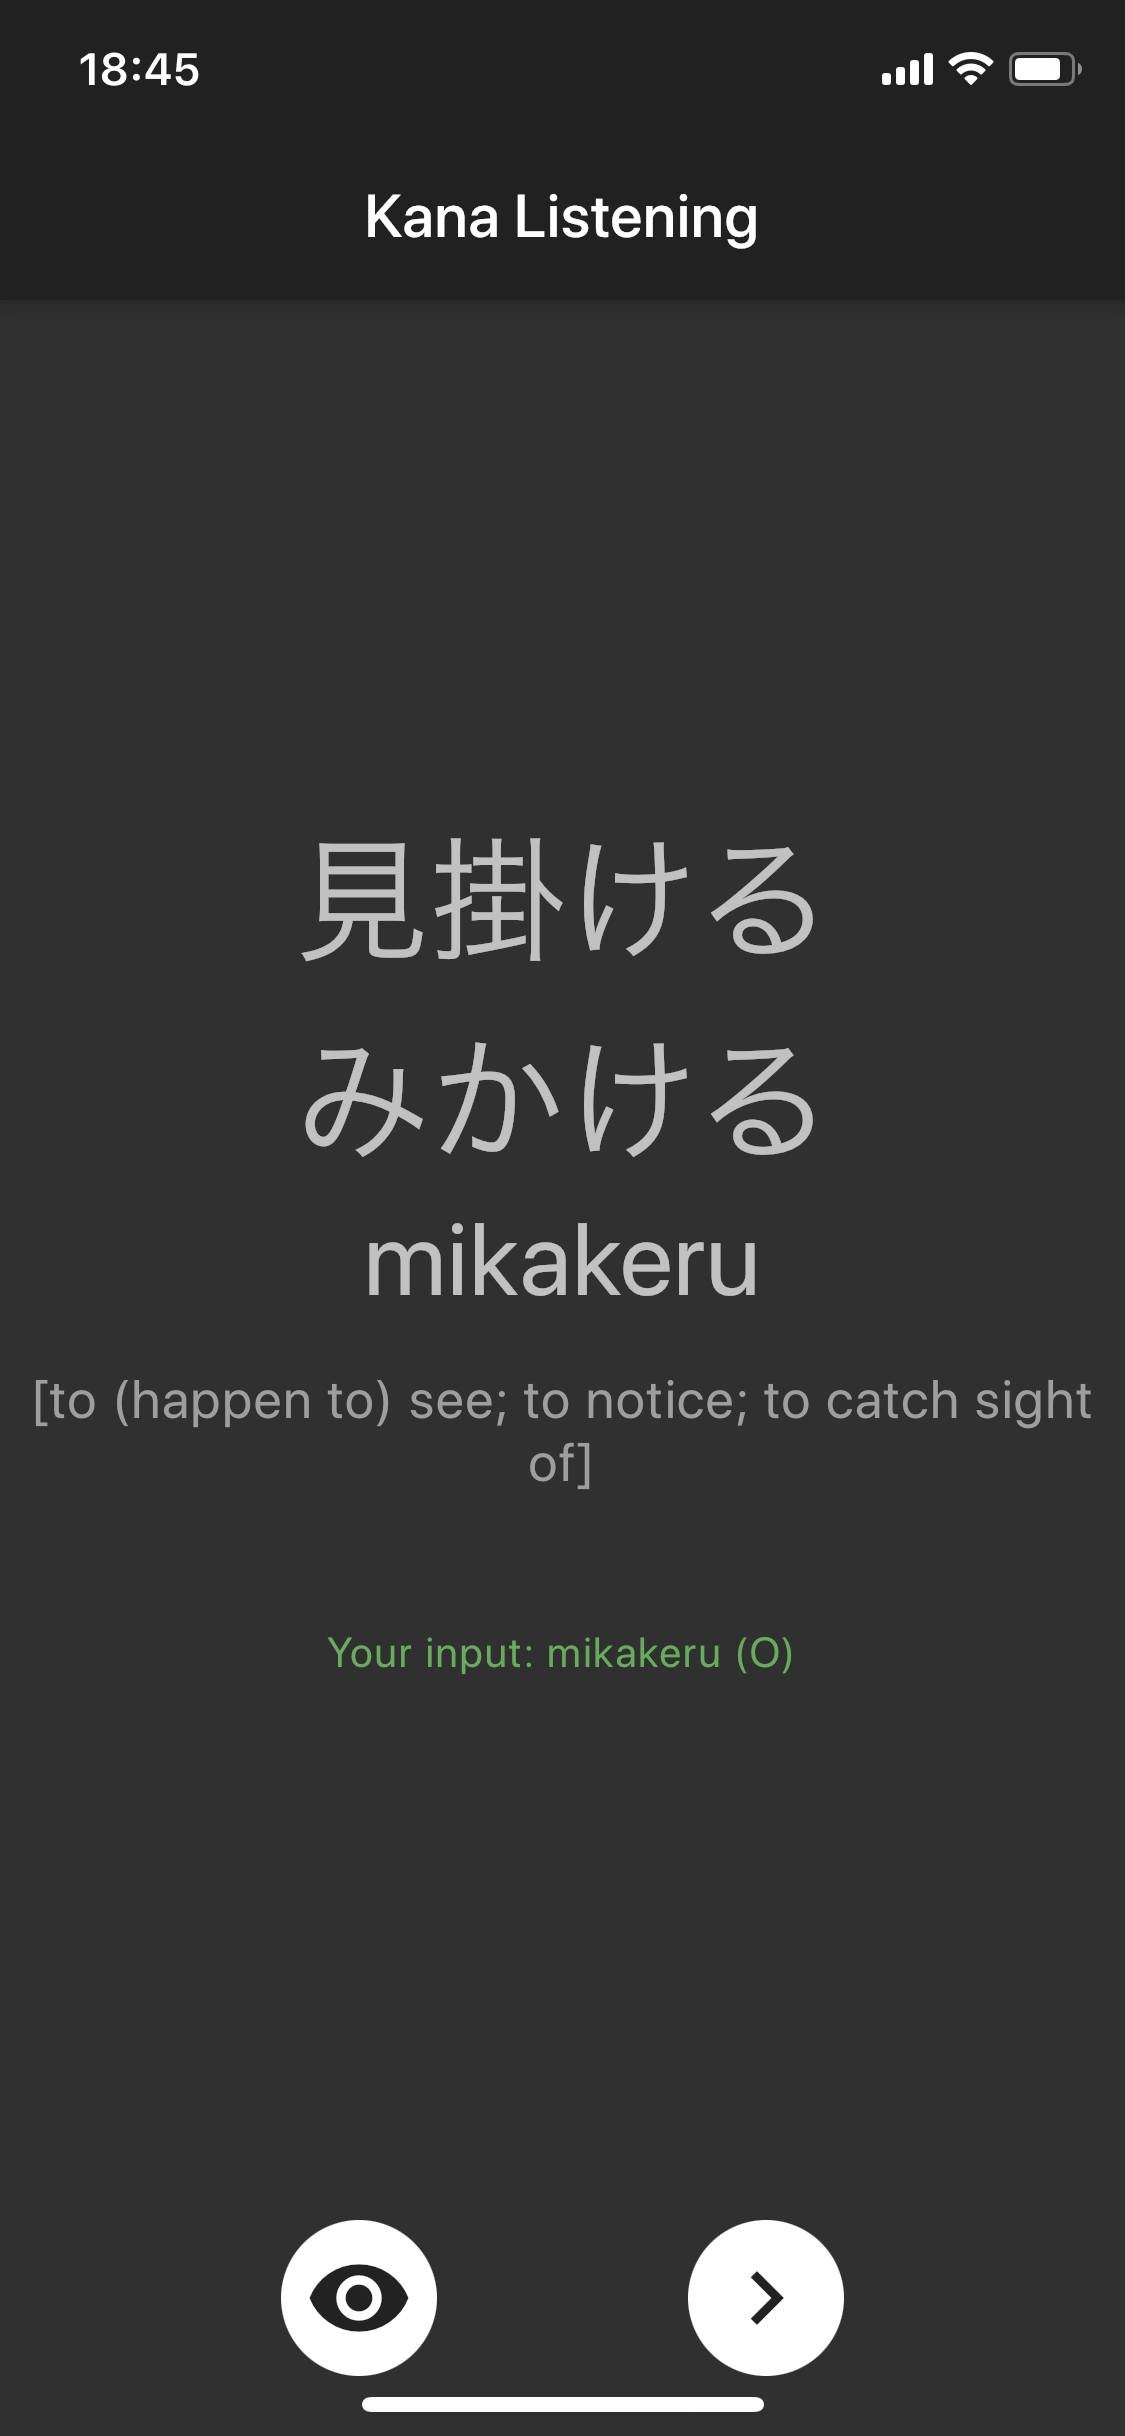 18:45
Kana Listening
見掛ける
みかける
mikakeru
[to (happen to) see; to notice; to catch sight
of]
Your input: mikakeru (O)